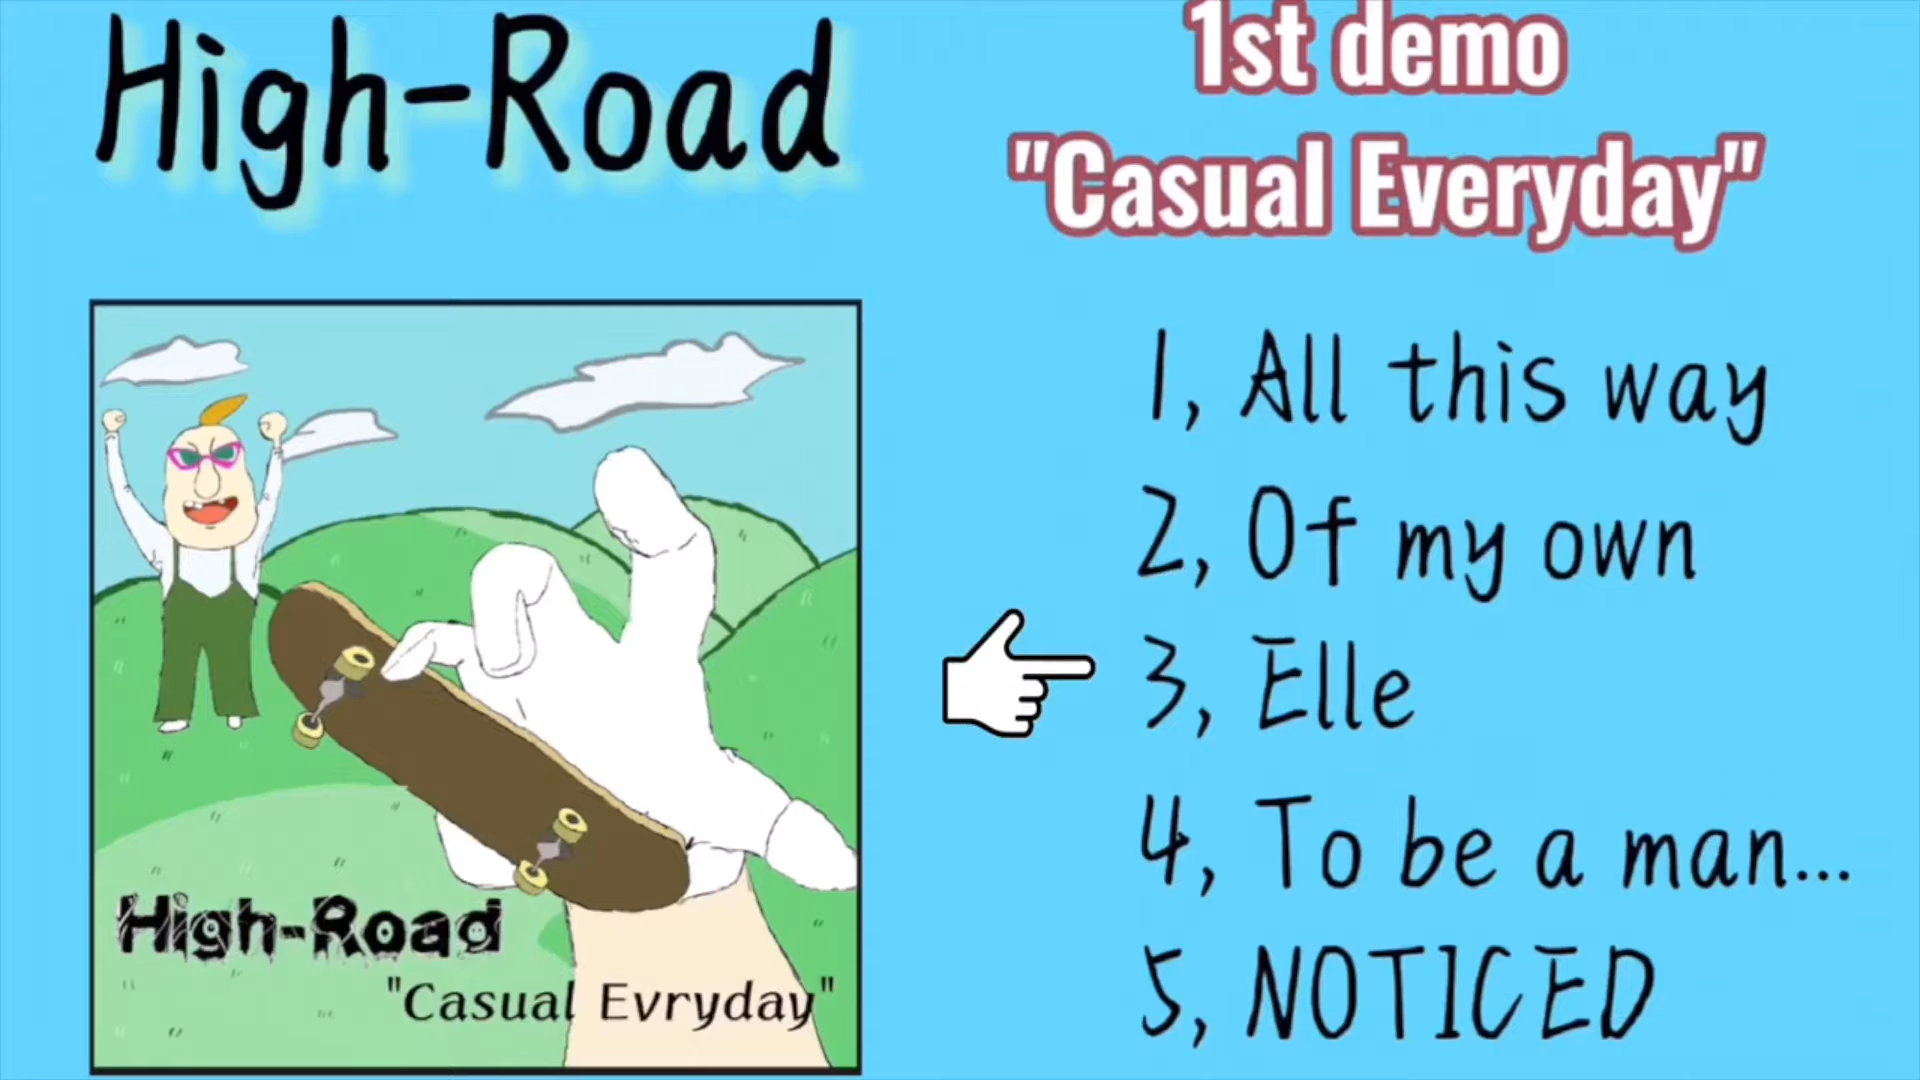 High-Road
1st demo
"Casual Everyday"
1, All this way
2, Of my own
3, Elle
4, To be a man...
5, NOTICED
High-Road
"Casual Evryday"